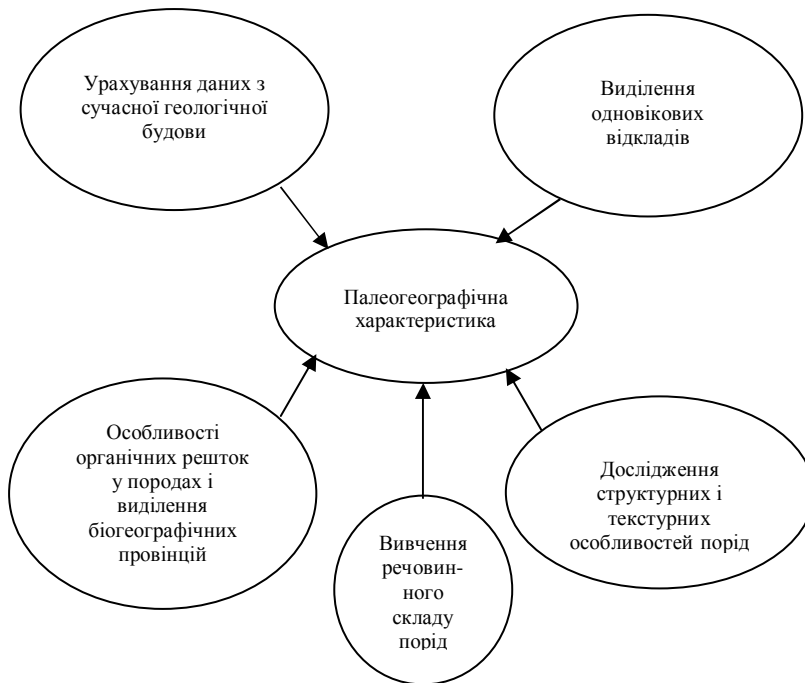 Урахування даних з
сучасної геологічної
будови
Виділення
одновікових
відкладів
Палеогеографічна
характеристика
Особливості
органічних решток
у породах і
виділення
біогеографічних
провінцій
Вивчення
речовин-
ного
складу
порід
Дослідження
структурних і
текстурних
особливостей порід